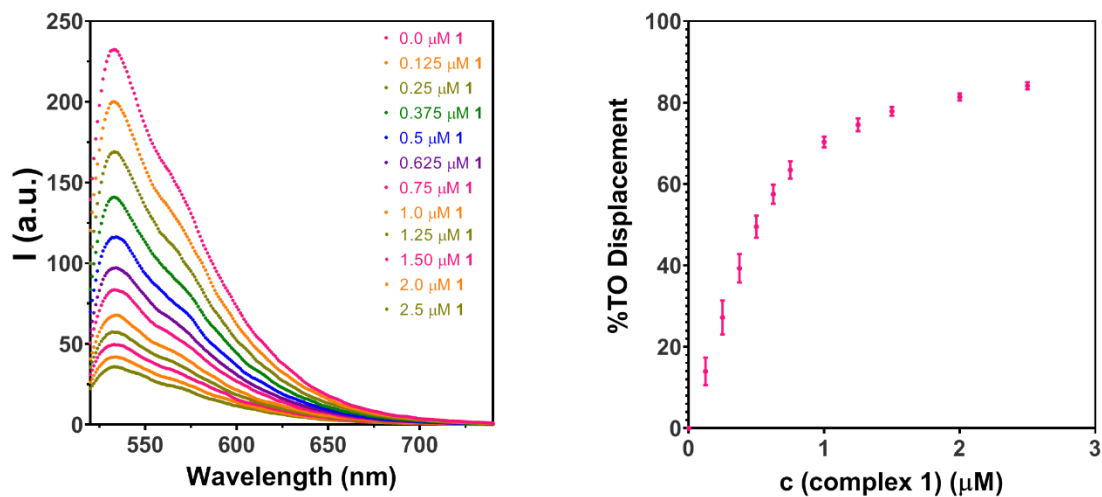 250
200
150
100
50
0
I (a.u.)
550
600
650
700
Wavelength (nm)
0.0 μM 1
0.125 μM 1
0.25 μM 1
0.375 μM 1
0.5 μM 1
0.625 μM 1
0.75 μM 1
1.0 μM 1
1.25 μM 1
1.50 μM 1
2.0 μM 1
2.5 μM 1
100
80
60
40
20
0
%TO Displacement
0
1
2
3
c (complex 1) (μM)